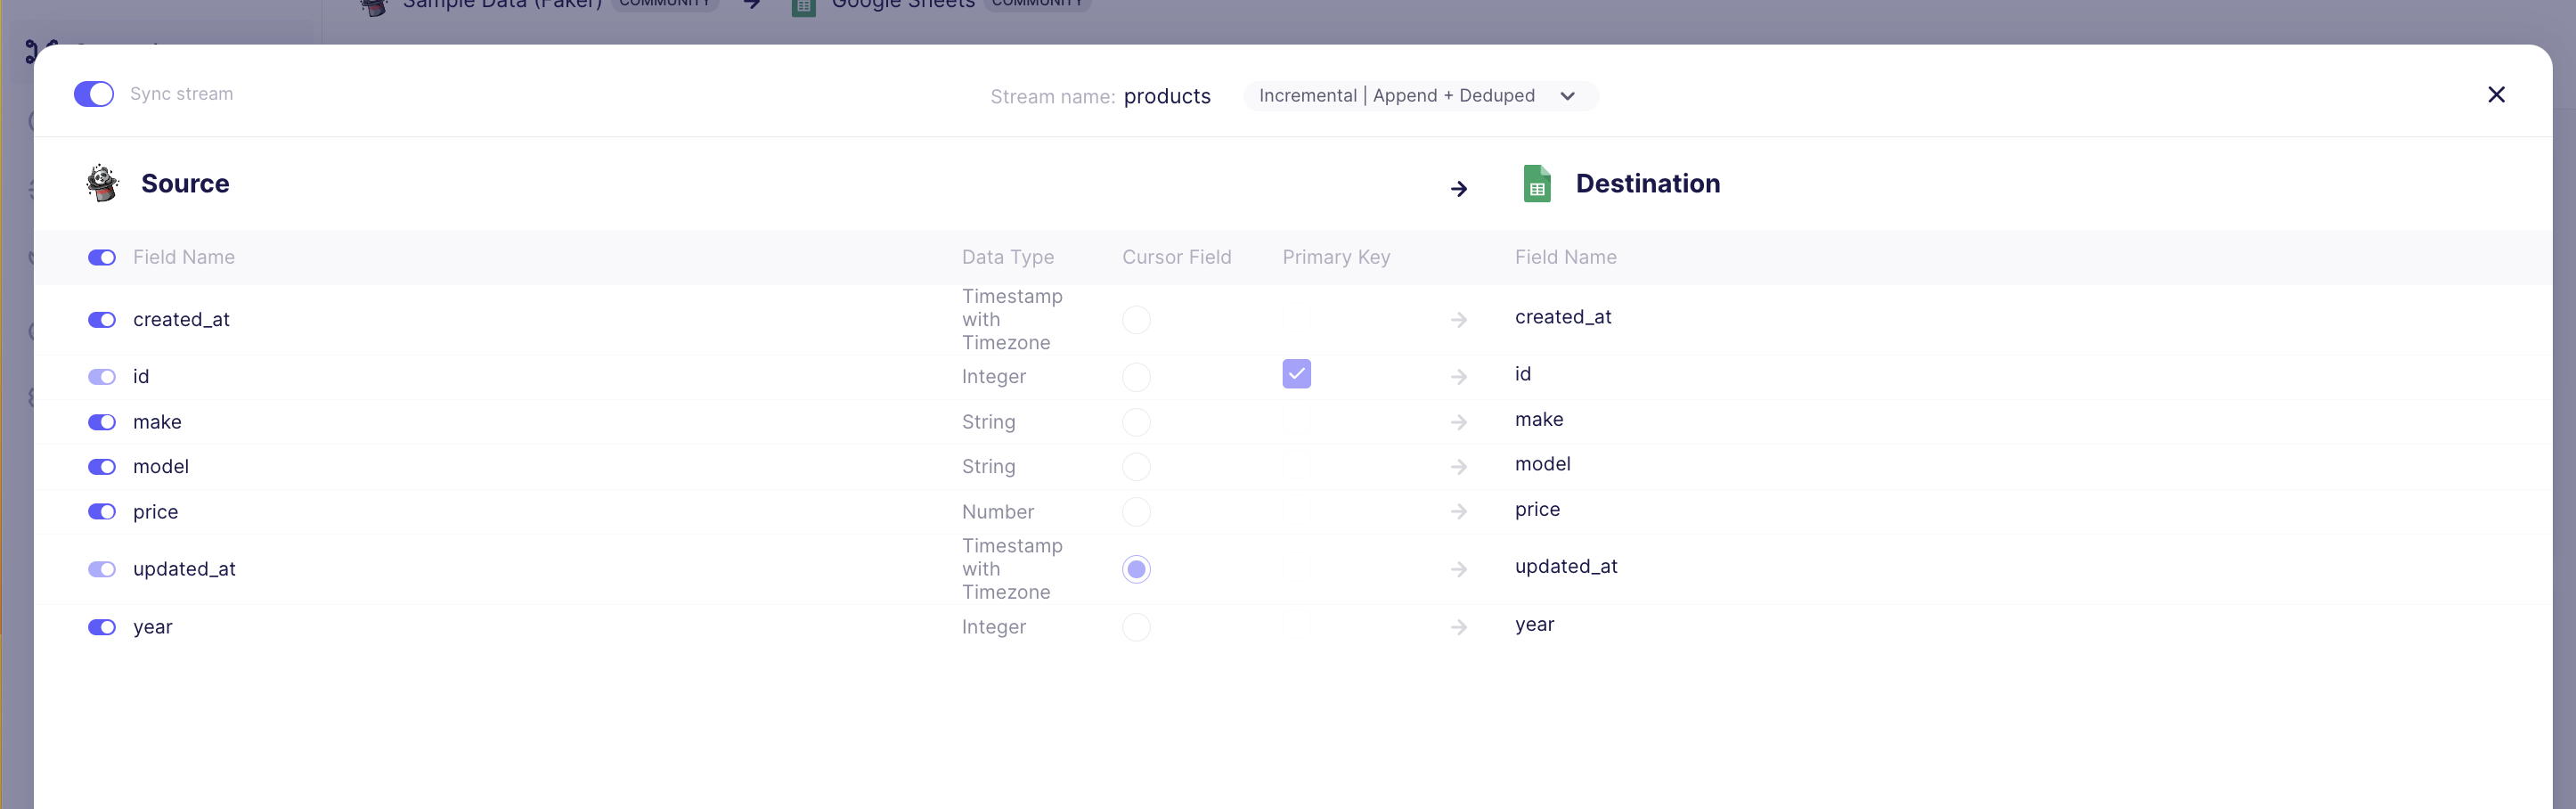 Sample Data (Faker) COMMUNITY Google Sheets COMMUNITY
Sync stream
Stream name: products
Incremental | Append + Deduped
Source
Destination
Field Name Data Type Cursor Field Primary Key Field Name
created_at Timestamp with Timezone created_at
id Integer id
make String make
model String model
price Number price
updated_at Timestamp with Timezone updated_at
year Integer year